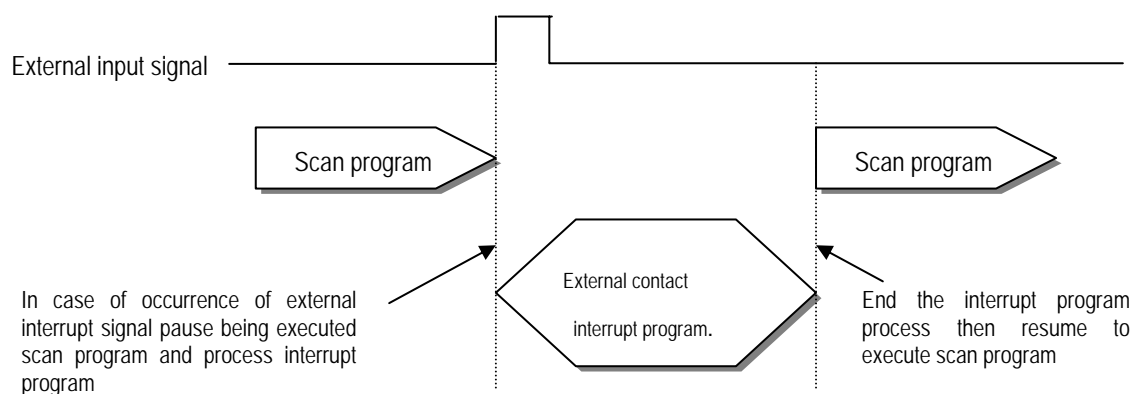 External input signal
Scan program
Scan program
External contact
interrupt program.
In case of occurrence of external
interrupt signal pause being executed
scan program and process interrupt
program
End the interrupt program
process then resume to
execute scan program